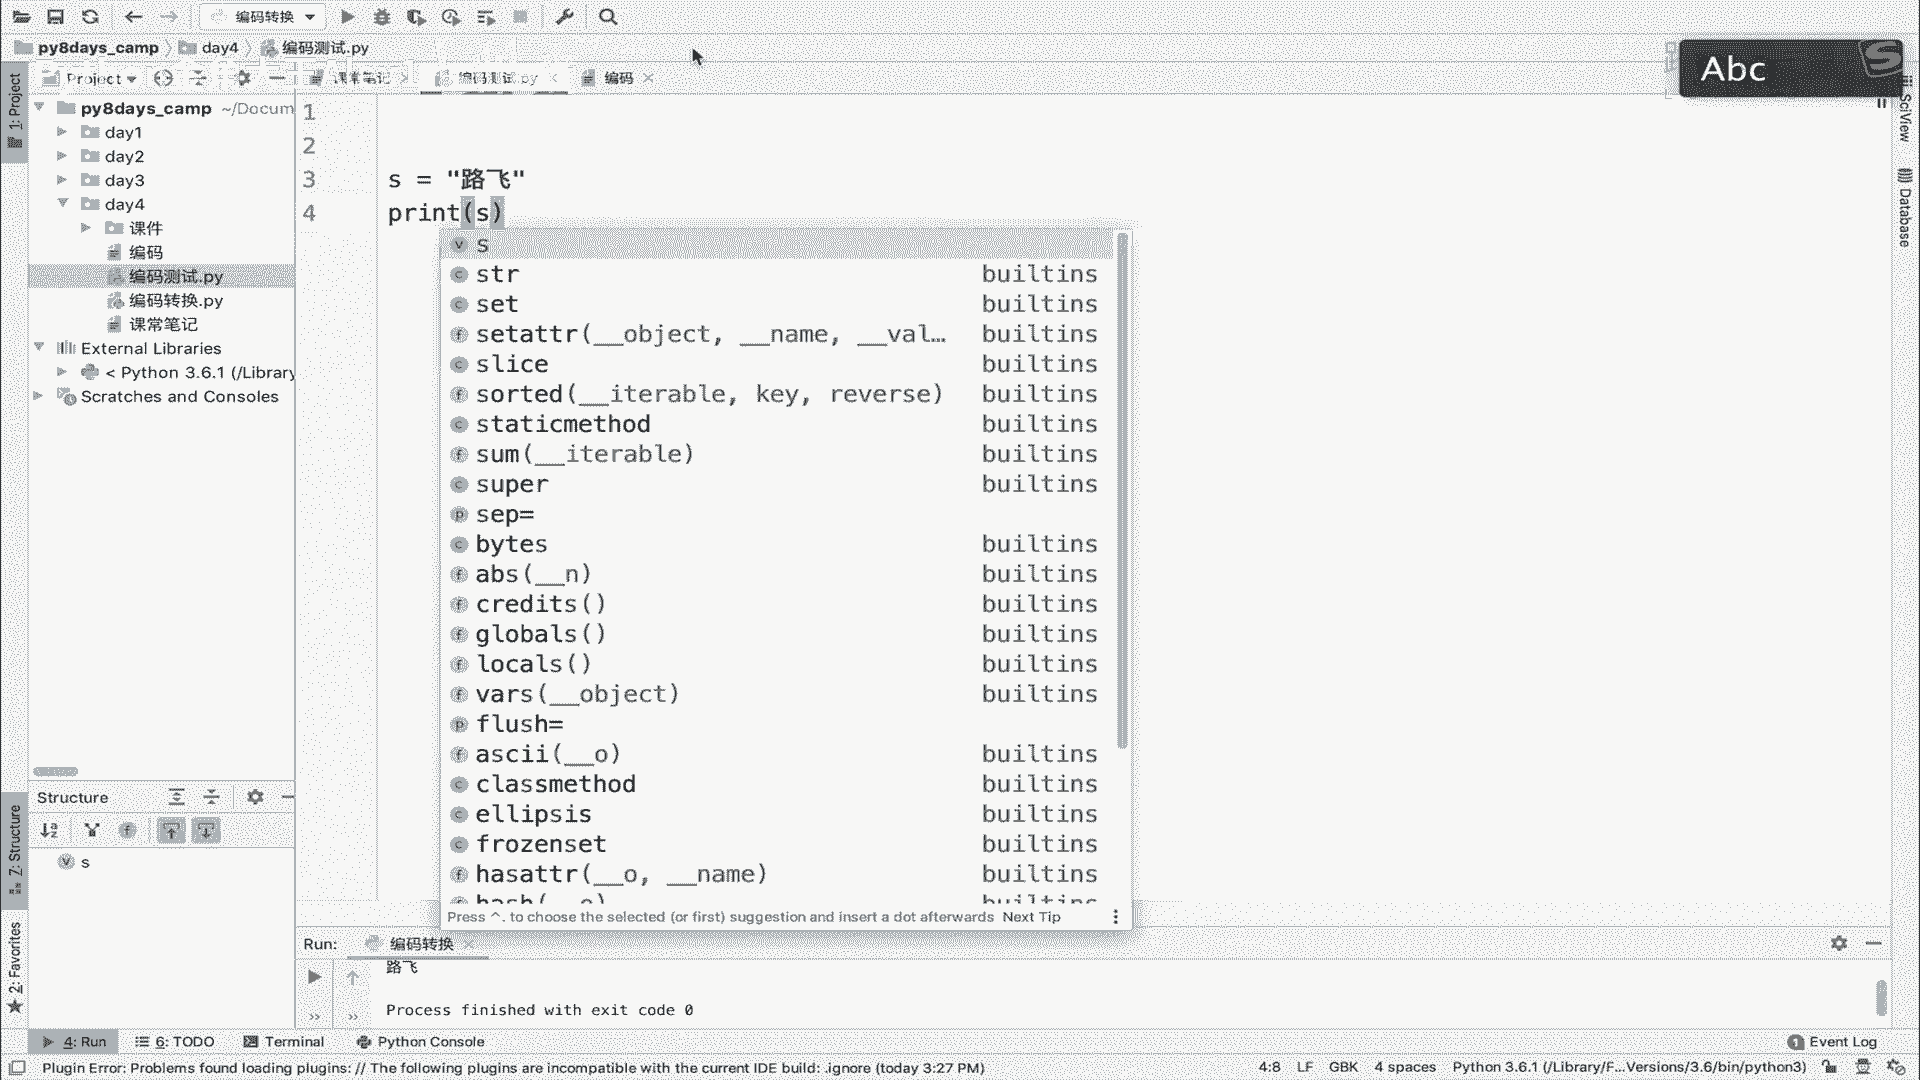 编码转换
py8days_camp day4 编码测试.py
Abc
Project 课常笔记 编码测试.py 编码
1: Project
SciView
Database
py8days_camp ~/Docum
day1
day2
day3
day4
课件
编码
编码测试.py
编码转换.py
课常笔记
External Libraries
< Python 3.6.1 (/Library
Scratches and Consoles
1
2
3 s = "路飞"
4 print(s)
s
str builtins
set builtins
setattr(__object, __name, __val… builtins
slice builtins
sorted(__iterable, key, reverse) builtins
staticmethod builtins
sum(__iterable) builtins
super builtins
sep=
bytes builtins
abs(__n) builtins
credits() builtins
globals() builtins
locals() builtins
vars(__object) builtins
flush=
ascii(__o) builtins
classmethod builtins
ellipsis builtins
frozenset builtins
hasattr(__o, __name) builtins
hash(__o) builtins
Press ^. to choose the selected (or first) suggestion and insert a dot afterwards Next Tip
Structure
s
7: Structure
2: Favorites
Run: 编码转换
路飞
Process finished with exit code 0
4: Run 6: TODO Terminal Python Console 1 Event Log
Plugin Error: Problems found loading plugins: // The following plugins are incompatible with the current IDE build: .ignore (today 3:27 PM) 4:8 LF GBK 4 spaces Python 3.6.1 (/Library/F...Versions/3.6/bin/python3)